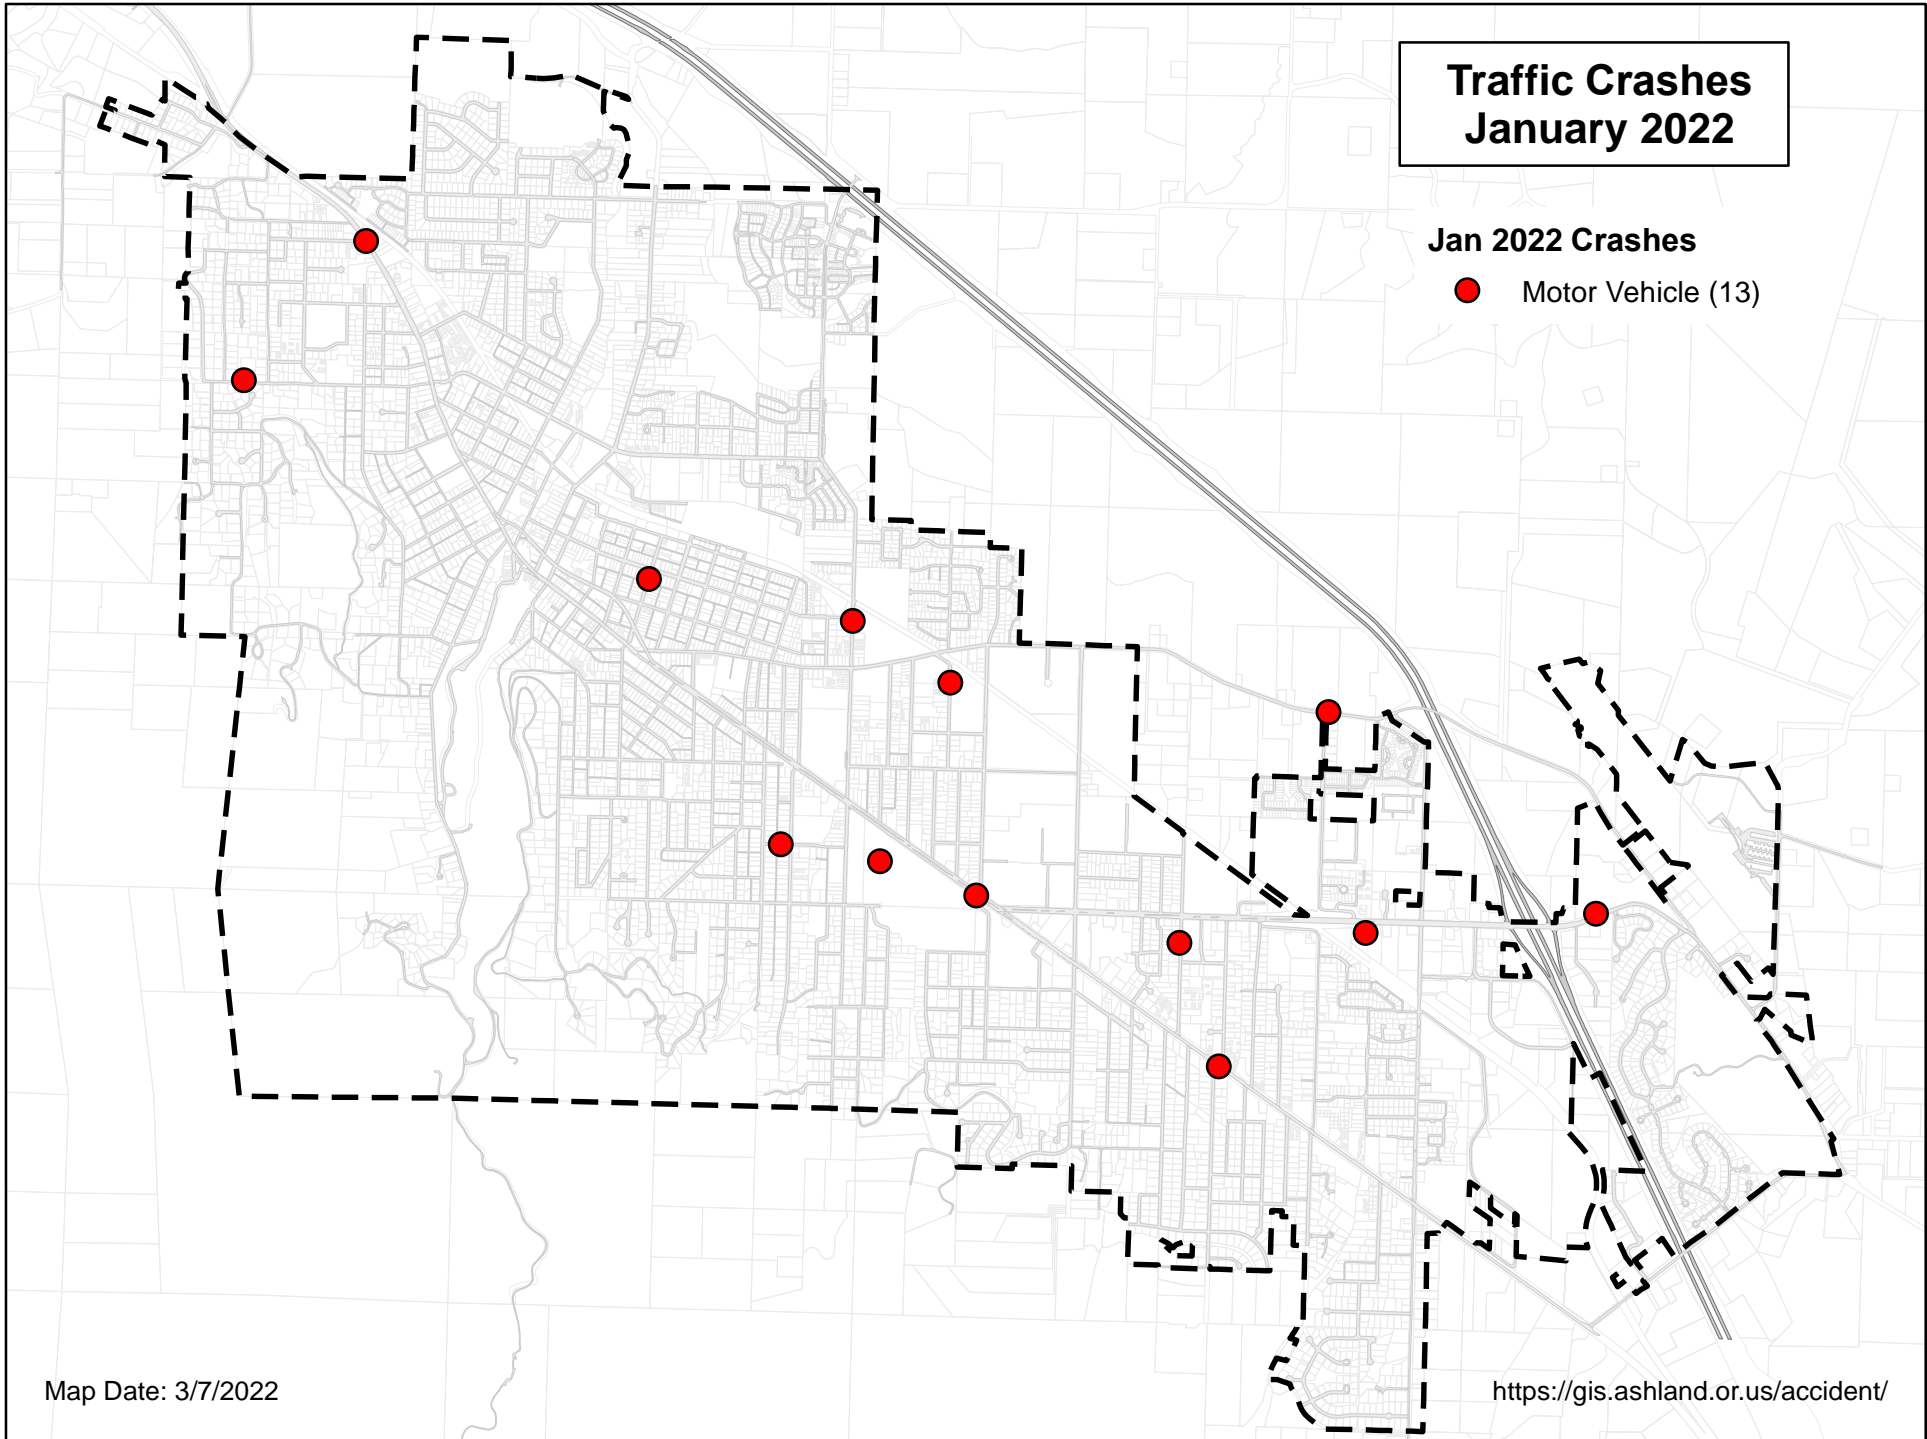 Traffic Crashes
January 2022
Jan 2022 Crashes
Motor Vehicle (13)
Map Date: 3/7/2022
https://gis.ashland.or.us/accident/